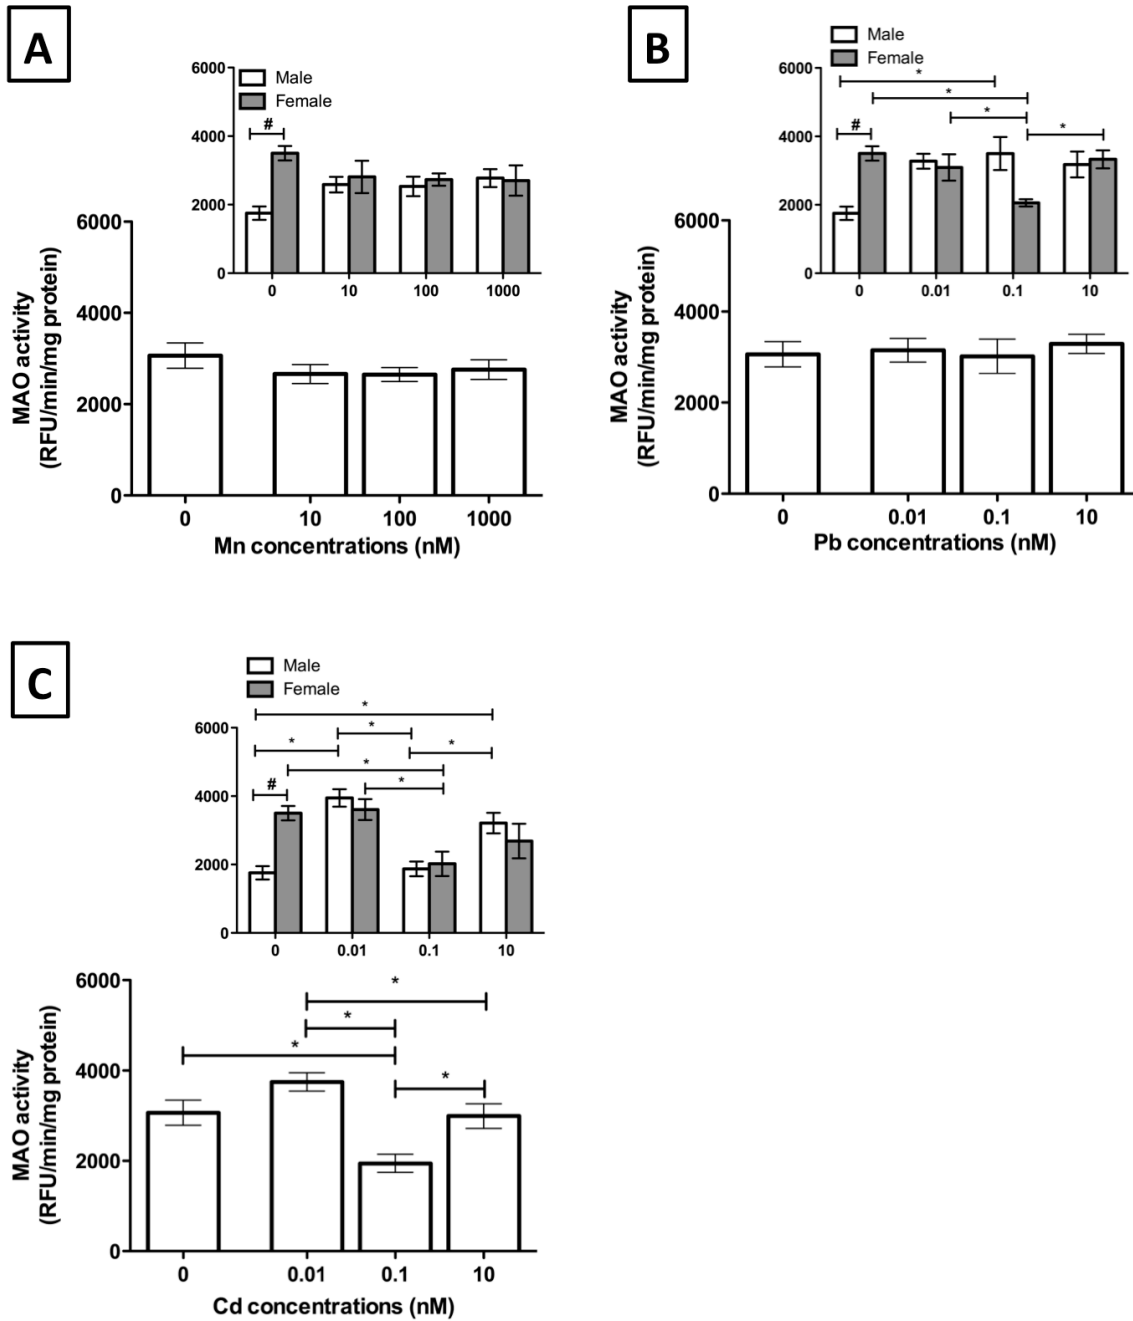 A
Male
Female
6000
4000
2000
0
#
0 10 100 1000
6000
4000
2000
0
MAO activity
(RFU/min/mg protein)
0 10 100 1000
Mn concentrations (nM)
B
Male
Female
6000
4000
2000
0
* * * *
#
0 0.01 0.1 10
6000
4000
2000
0
MAO activity
(RFU/min/mg protein)
0 0.01 0.1 10
Pb concentrations (nM)
C
Male
Female
6000
4000
2000
0
* * * * * *
#
0 0.01 0.1 10
6000
4000
2000
0
* * * *
MAO activity
(RFU/min/mg protein)
0 0.01 0.1 10
Cd concentrations (nM)